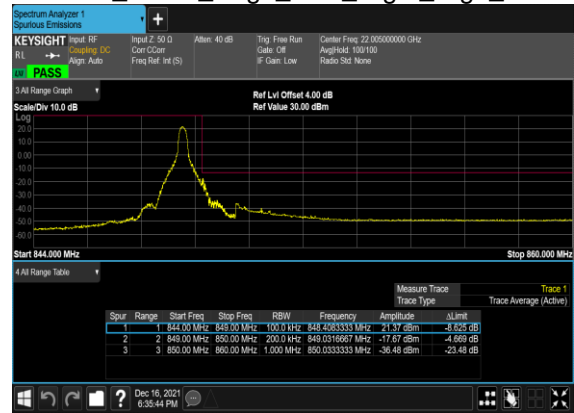 Spectrum Analyzer 1
Spurious Emissions
KEYSIGHT Input: RF Input Z: 50 Ω Atten: 40 dB Trig: Free Run Center Freq: 22.005000000 GHz
RL Coupling: DC Corr CCorr Gate: Off Avg|Hold: 100/100
Align: Auto Freq Ref: Int (S) IF Gain: Low Radio Std: None
PASS
3 All Range Graph Ref Lvl Offset 4.00 dB
Scale/Div 10.0 dB Ref Value 30.00 dBm
Log
20.0
10.0
0.00
-10.0
-20.0
-30.0
-40.0
-50.0
-60.0
Start 844.000 MHz Stop 860.000 MHz
4 All Range Table
Measure Trace Trace 1
Trace Type Trace Average (Active)
Spur Range Start Freq Stop Freq RBW Frequency Amplitude ΔLimit
1 1 844.00 MHz 849.00 MHz 100.0 kHz 848.4083333 MHz 21.37 dBm -8.625 dB
2 2 849.00 MHz 850.00 MHz 200.0 kHz 849.0316667 MHz -17.67 dBm -4.669 dB
3 3 850.00 MHz 860.00 MHz 1.000 MHz 850.0333333 MHz -36.48 dBm -23.48 dB
? Dec 16, 2021
6:35:44 PM